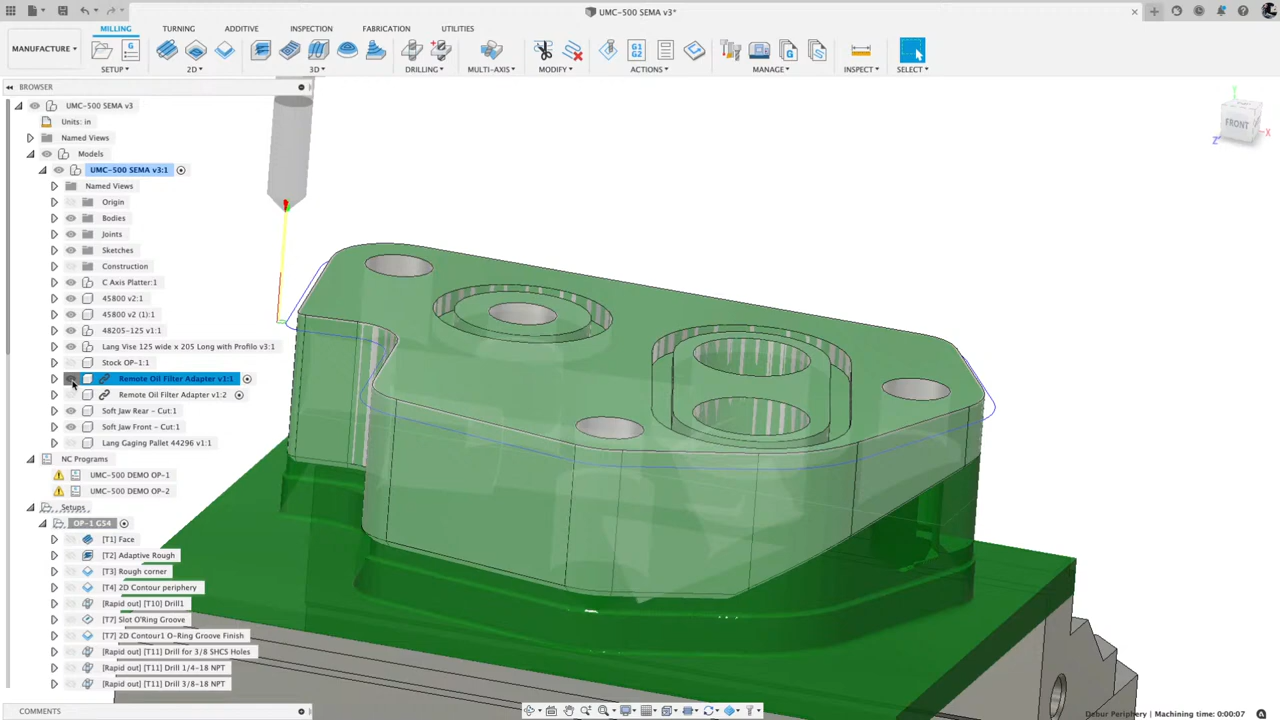 UMC-500 SEMA v3*
MILLING TURNING ADDITIVE INSPECTION FABRICATION UTILITIES
MANUFACTURE
G1
G2
SETUP 2D 3D DRILLING MULTI-AXIS MODIFY ACTIONS MANAGE INSPECT SELECT
BROWSER
UMC-500 SEMA v3
Units: in
Named Views
Models
UMC-500 SEMA v3:1
Named Views
Origin
Bodies
Joints
Sketches
Construction
C Axis Platter:1
45800 v2:1
45800 v2 (1):1
48205-125 v1:1
Lang Vise 125 wide x 205 Long with Profilo v3:1
Stock OP-1:1
Remote Oil Filter Adapter v1:1
Remote Oil Filter Adapter v1:2
Soft Jaw Rear - Cut:1
Soft Jaw Front - Cut:1
Lang Gaging Pallet 44296 v1:1
NC Programs
UMC-500 DEMO OP-1
UMC-500 DEMO OP-2
Setups
OP-1 G54
[T1] Face
[T2] Adaptive Rough
[T3] Rough corner
[T4] 2D Contour periphery
[Rapid out] [T10] Drill1
[T7] Slot O'Ring Groove
[T7] 2D Contour1 O-Ring Groove Finish
[Rapid out] [T11] Drill for 3/8 SHCS Holes
[Rapid out] [T11] Drill 1/4-18 NPT
[Rapid out] [T11] Drill 3/8-18 NPT
COMMENTS
Y
FRONT
X
Z
Debur Periphery | Machining time: 0:00:07